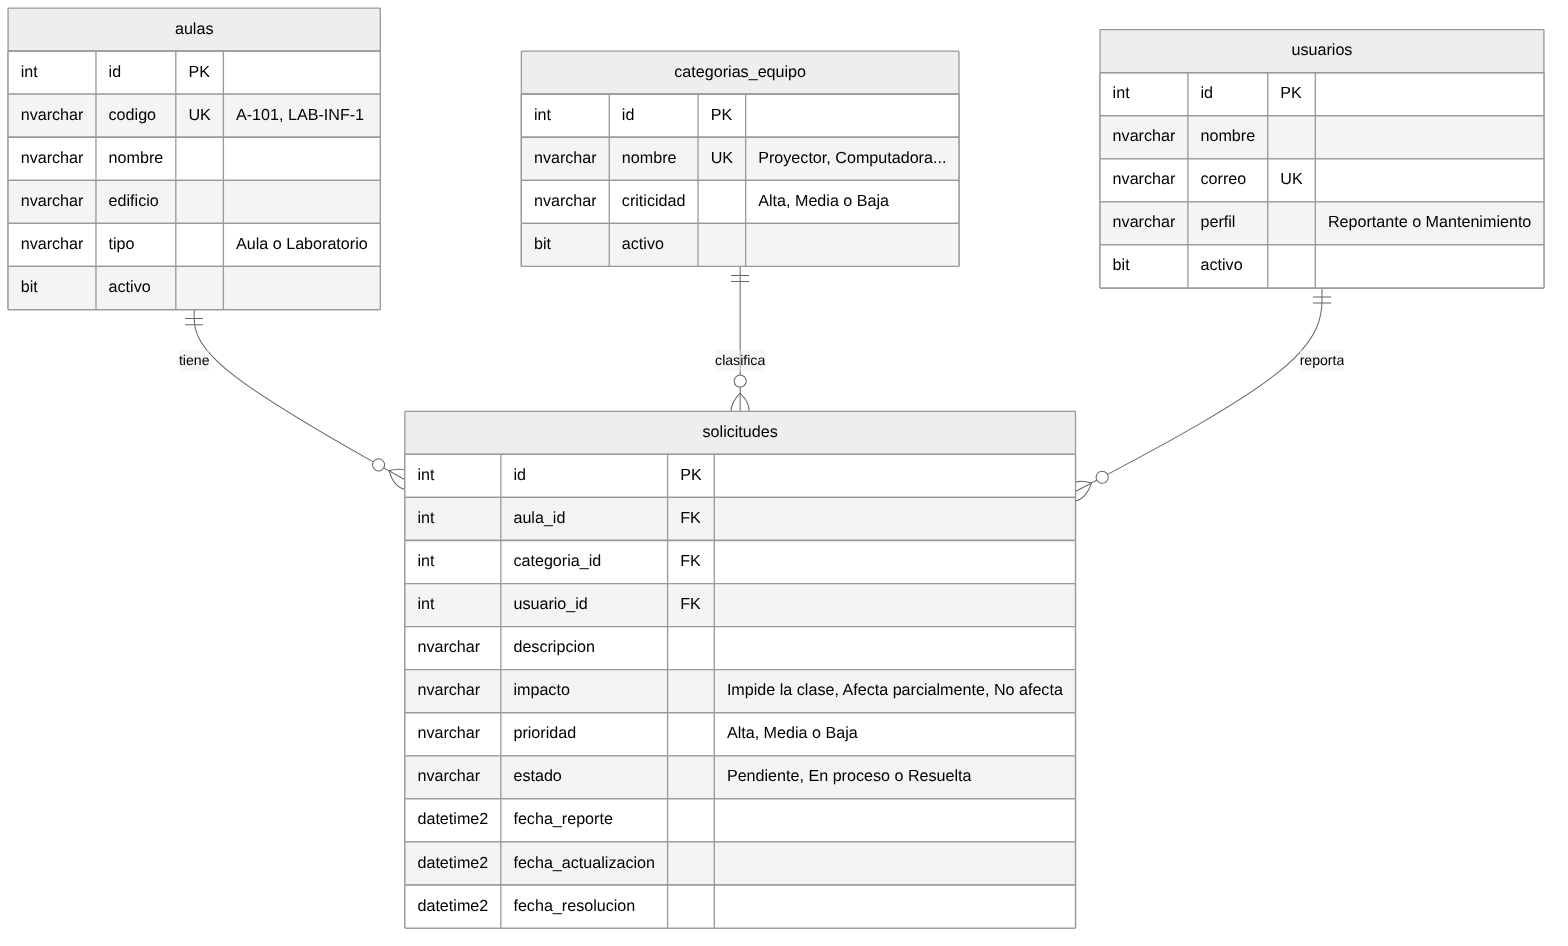 aulas
int id PK
nvarchar codigo UK A-101, LAB-INF-1
nvarchar nombre
nvarchar edificio
nvarchar tipo Aula o Laboratorio
bit activo
categorias_equipo
int id PK
nvarchar nombre UK Proyector, Computadora...
nvarchar criticidad Alta, Media o Baja
bit activo
usuarios
int id PK
nvarchar nombre
nvarchar correo UK
nvarchar perfil Reportante o Mantenimiento
bit activo
tiene
clasifica
reporta
solicitudes
int id PK
int aula_id FK
int categoria_id FK
int usuario_id FK
nvarchar descripcion
nvarchar impacto Impide la clase, Afecta parcialmente, No afecta
nvarchar prioridad Alta, Media o Baja
nvarchar estado Pendiente, En proceso o Resuelta
datetime2 fecha_reporte
datetime2 fecha_actualizacion
datetime2 fecha_resolucion